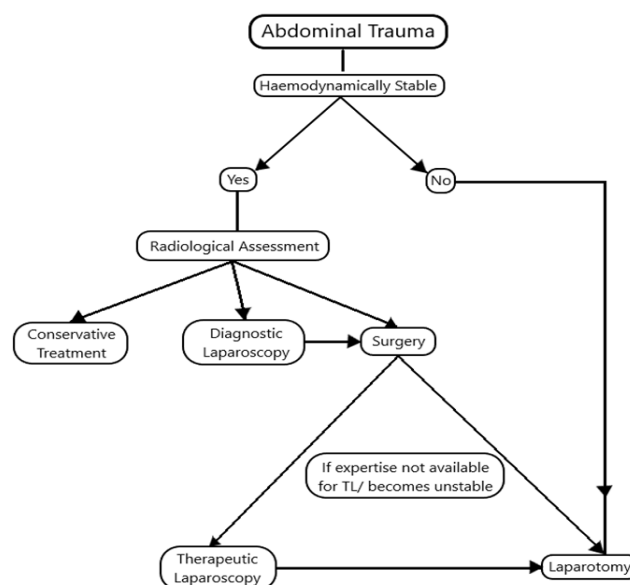 Abdominal Trauma
Haemodynamically Stable
Yes
No
Radiological Assessment
Conservative
Treatment
Diagnostic
Laparoscopy
Surgery
If expertise not available
for TL/ becomes unstable
Therapeutic
Laparoscopy
Laparotomy